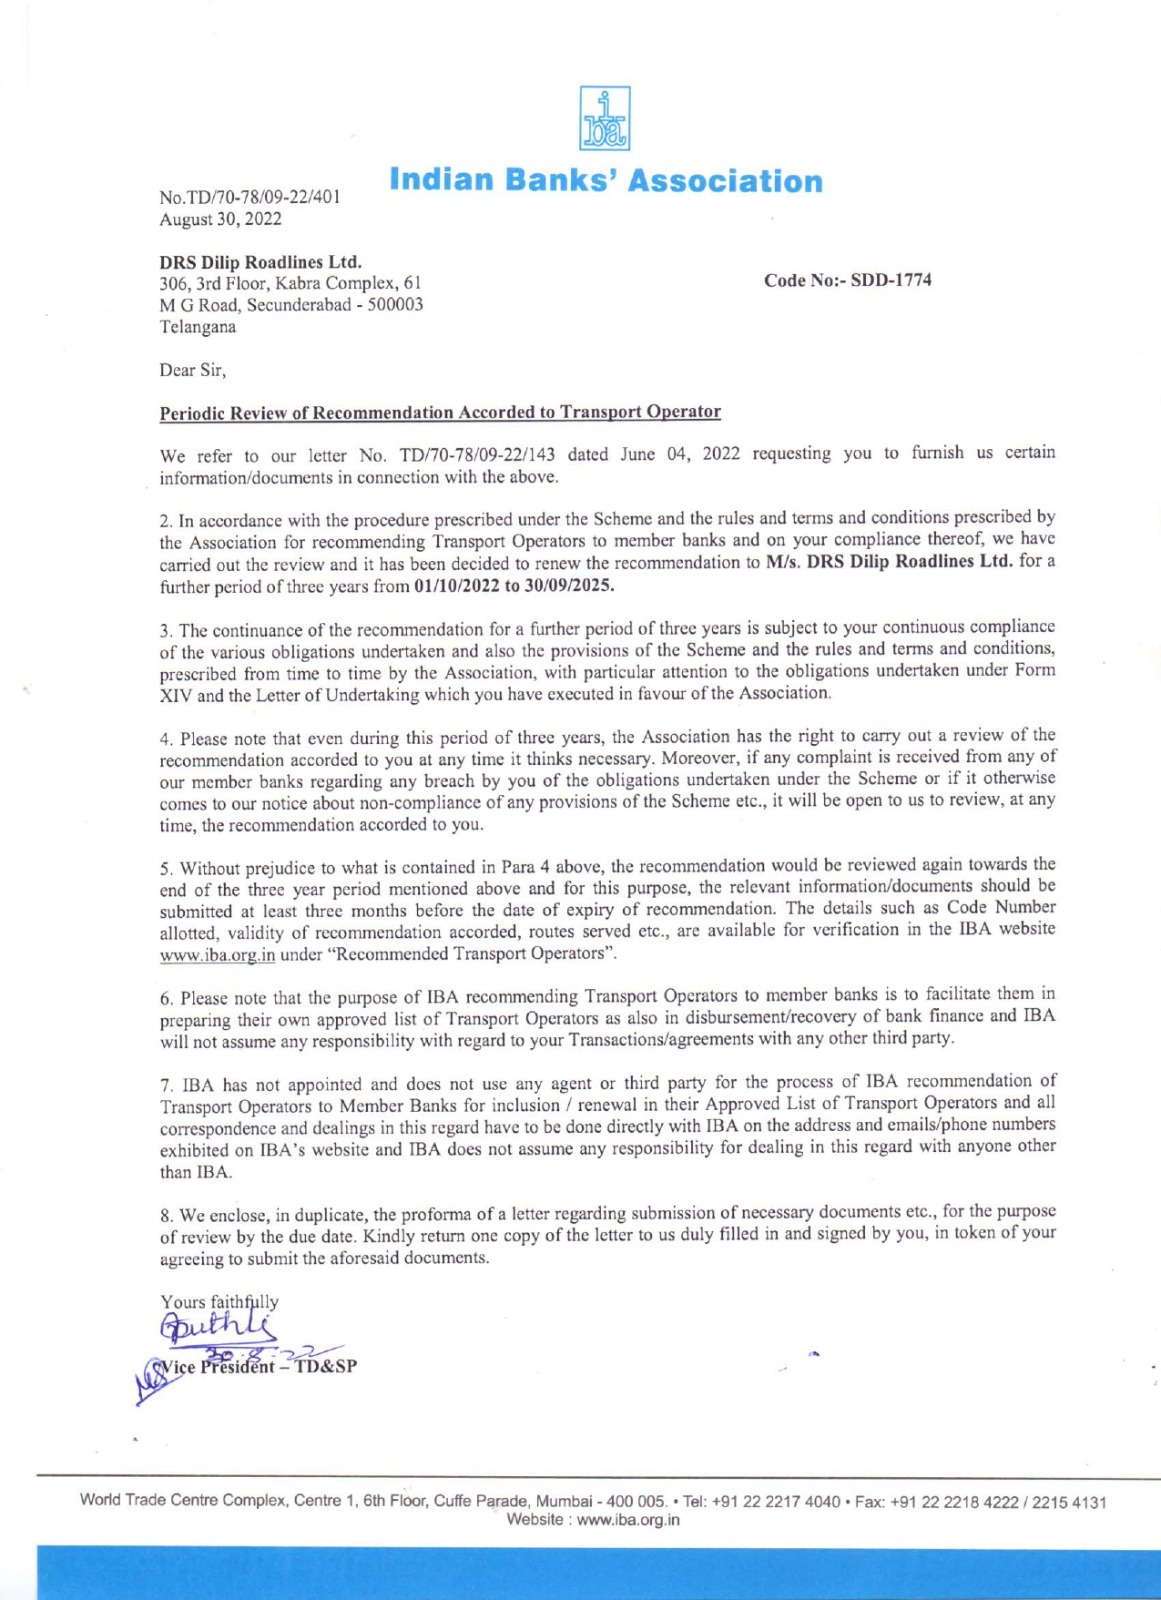 iba
Indian Banks' Association
No.TD/70-78/09-22/401
August 30, 2022
DRS Dilip Roadlines Ltd.
306, 3rd Floor, Kabra Complex, 61
M G Road, Secunderabad - 500003
Telangana
Code No:- SDD-1774
Dear Sir,
Periodic Review of Recommendation Accorded to Transport Operator
We refer to our letter No. TD/70-78/09-22/143 dated June 04, 2022 requesting you to furnish us certain
information/documents in connection with the above.
2. In accordance with the procedure prescribed under the Scheme and the rules and terms and conditions prescribed by
the Association for recommending Transport Operators to member banks and on your compliance thereof, we have
carried out the review and it has been decided to renew the recommendation to M/s. DRS Dilip Roadlines Ltd. for a
further period of three years from 01/10/2022 to 30/09/2025.
3. The continuance of the recommendation for a further period of three years is subject to your continuous compliance
of the various obligations undertaken and also the provisions of the Scheme and the rules and terms and conditions,
prescribed from time to time by the Association, with particular attention to the obligations undertaken under Form
XIV and the Letter of Undertaking which you have executed in favour of the Association.
4. Please note that even during this period of three years, the Association has the right to carry out a review of the
recommendation accorded to you at any time it thinks necessary. Moreover, if any complaint is received from any of
our member banks regarding any breach by you of the obligations undertaken under the Scheme or if it otherwise
comes to our notice about non-compliance of any provisions of the Scheme etc., it will be open to us to review, at any
time, the recommendation accorded to you.
5. Without prejudice to what is contained in Para 4 above, the recommendation would be reviewed again towards the
end of the three year period mentioned above and for this purpose, the relevant information/documents should be
submitted at least three months before the date of expiry of recommendation. The details such as Code Number
allotted, validity of recommendation accorded, routes served etc., are available for verification in the IBA website
www.iba.org.in under “Recommended Transport Operators”.
6. Please note that the purpose of IBA recommending Transport Operators to member banks is to facilitate them in
preparing their own approved list of Transport Operators as also in disbursement/recovery of bank finance and IBA
will not assume any responsibility with regard to your Transactions/agreements with any other third party.
7. IBA has not appointed and does not use any agent or third party for the process of IBA recommendation of
Transport Operators to Member Banks for inclusion / renewal in their Approved List of Transport Operators and all
correspondence and dealings in this regard have to be done directly with IBA on the address and emails/phone numbers
exhibited on IBA's website and IBA does not assume any responsibility for dealing in this regard with anyone other
than IBA.
8. We enclose, in duplicate, the proforma of a letter regarding submission of necessary documents etc., for the purpose
of review by the due date. Kindly return one copy of the letter to us duly filled in and signed by you, in token of your
agreeing to submit the aforesaid documents.
Yours faithfully
30.8.22
Vice President – TD&SP
World Trade Centre Complex, Centre 1, 6th Floor, Cuffe Parade, Mumbai - 400 005. • Tel: +91 22 2217 4040 • Fax: +91 22 2218 4222 / 2215 4131
Website : www.iba.org.in